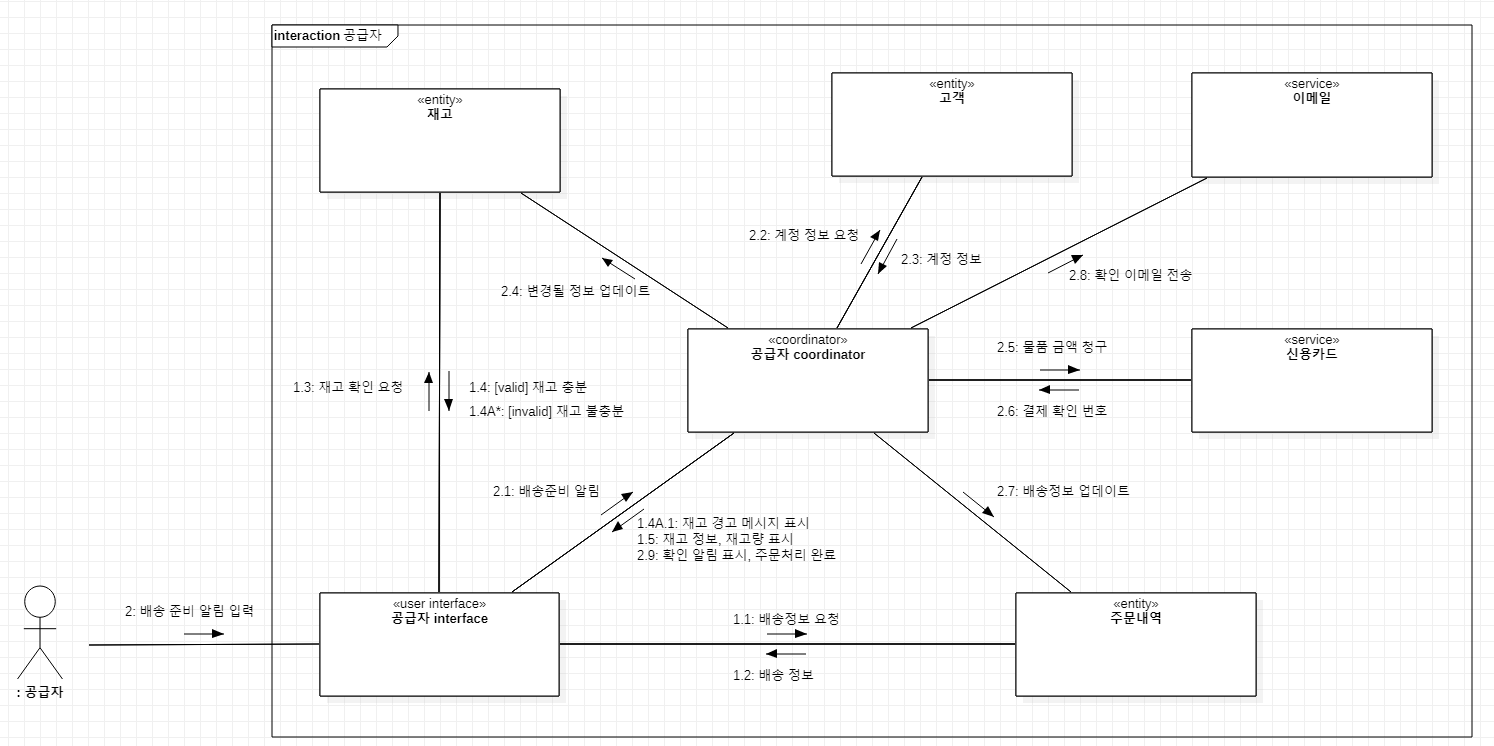 interaction 공급자
«entity»
재고
«entity»
고객
«service»
이메일
2.2: 계정 정보 요청
2.3: 계정 정보
2.8: 확인 이메일 전송
2.4: 변경될 정보 업데이트
«coordinator»
공급자 coordinator
2.5: 물품 금액 청구
2.6: 결제 확인 번호
«service»
신용카드
1.3: 재고 확인 요청
1.4: [valid] 재고 충분
1.4A*: [invalid] 재고 불충분
2.1: 배송준비 알림
1.4A.1: 재고 경고 메시지 표시
1.5: 재고 정보, 재고량 표시
2.9: 확인 알림 표시, 주문처리 완료
2.7: 배송정보 업데이트
2: 배송 준비 알림 입력
: 공급자
«user interface»
공급자 interface
1.1: 배송정보 요청
1.2: 배송 정보
«entity»
주문내역